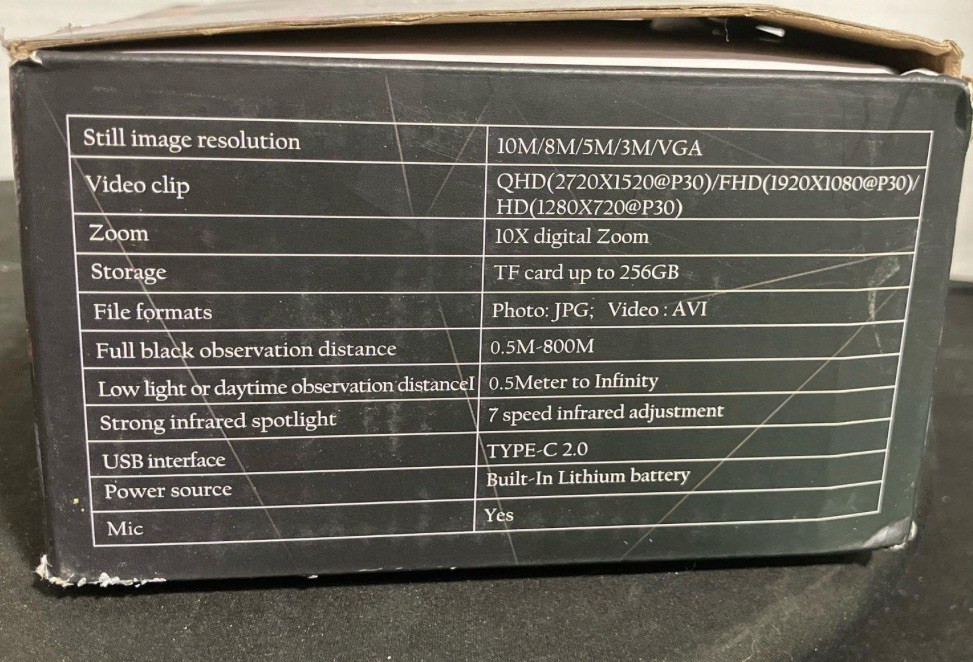 Still image resolution 10M/8M/5M/3M/VGA
Video clip QHD(2720X1520@P30)/FHD(1920X1080@P30)/
HD(1280X720@P30)
Zoom 10X digital Zoom
Storage TF card up to 256GB
File formats Photo: JPG; Video : AVI
Full black observation distance 0.5M-800M
Low light or daytime observation distanceI 0.5Meter to Infinity
Strong infrared spotlight 7 speed infrared adjustment
USB interface TYPE-C 2.0
Power source Built-In Lithium battery
Mic Yes